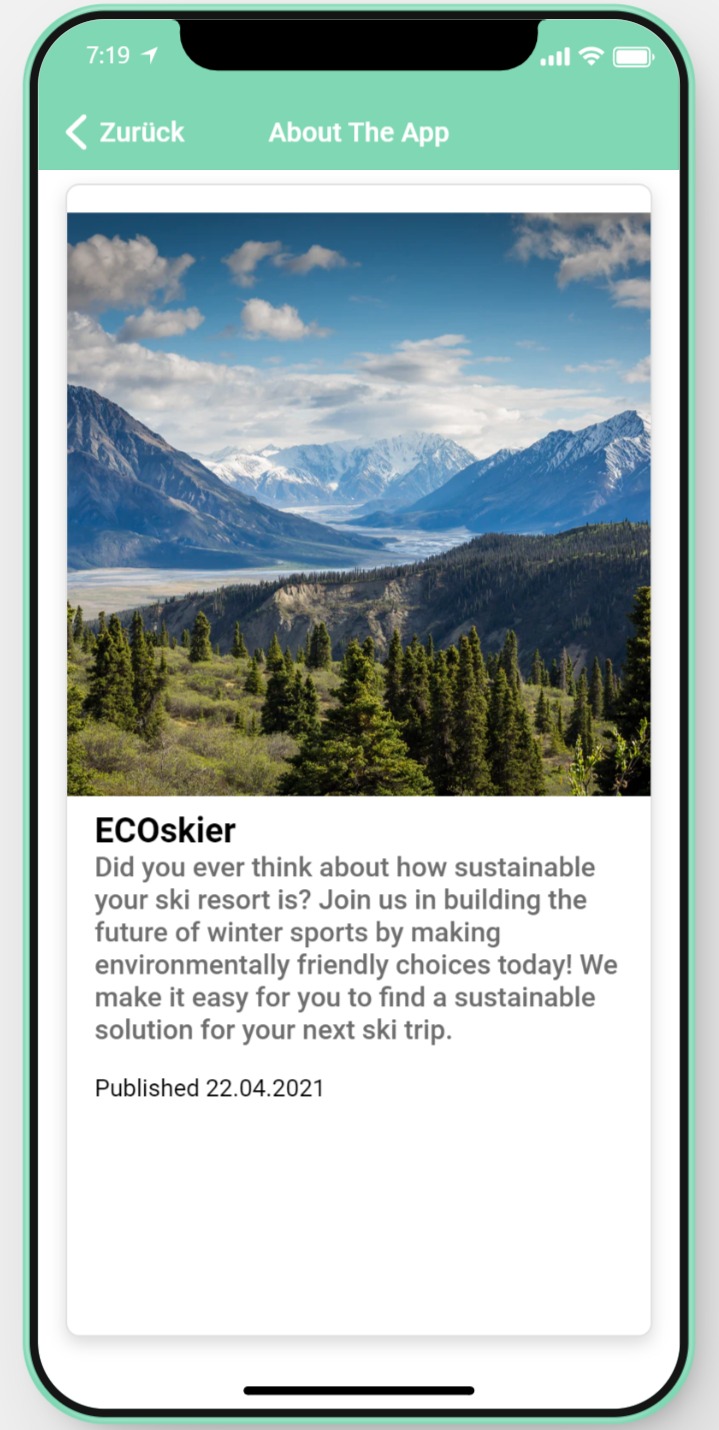 7:19
Zurück About The App
ECOskier
Did you ever think about how sustainable
your ski resort is? Join us in building the
future of winter sports by making
environmentally friendly choices today! We
make it easy for you to find a sustainable
solution for your next ski trip.
Published 22.04.2021